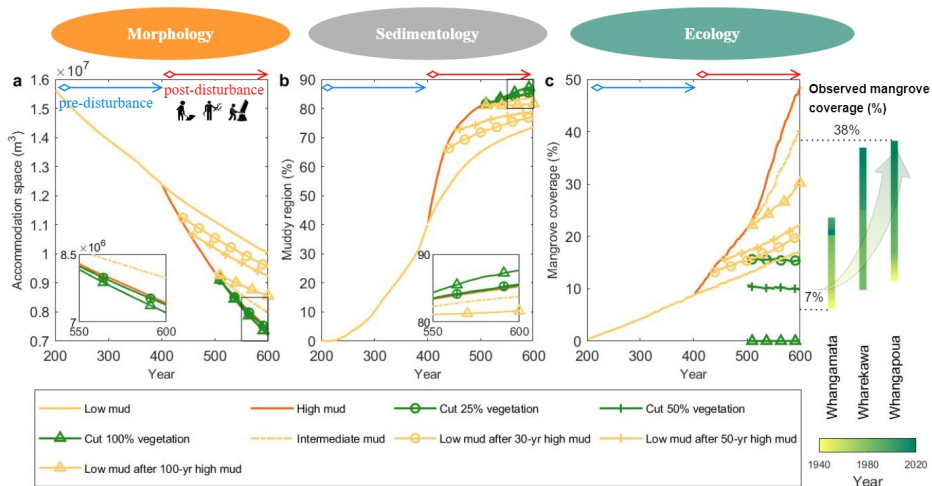 Morphology
Sedimentology
Ecology
a
×10⁷
pre-disturbance
post-disturbance
1.6
1.5
1.4
1.3
1.2
1.1
1.0
0.9
0.8
0.7
Accommodation space (m³)
8.5
×10⁶
7
550
600
200
300
400
500
600
Year
b
90
80
70
60
50
40
30
20
10
0
Muddy region (%)
90
80
550
600
200
300
400
500
600
Year
c
50
40
30
20
10
0
Mangrove coverage (%)
200
300
400
500
600
Year
Observed mangrove
coverage (%)
38%
7%
Whangamata
Wharekawa
Whangapoua
1940
1980
2020
Year
Low mud
High mud
Cut 25% vegetation
Cut 50% vegetation
Cut 100% vegetation
Intermediate mud
Low mud after 30-yr high mud
Low mud after 50-yr high mud
Low mud after 100-yr high mud